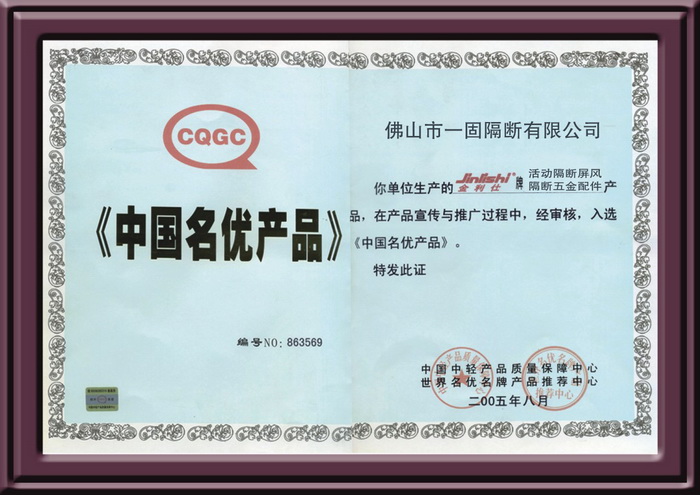 CQGC
《中国名优产品》
编号NO: 863569
佛山市一固隔断有限公司
你单位生产的 Jinlishi 金利仕 牌 活动隔断屏风 隔断五金配件 产
品，在产品宣传与推广过程中，经审核，入选
《中国名优产品》。
特发此证
中国中轻产品质量保障中心
世界名优名牌产品推荐中心
二00五年八月